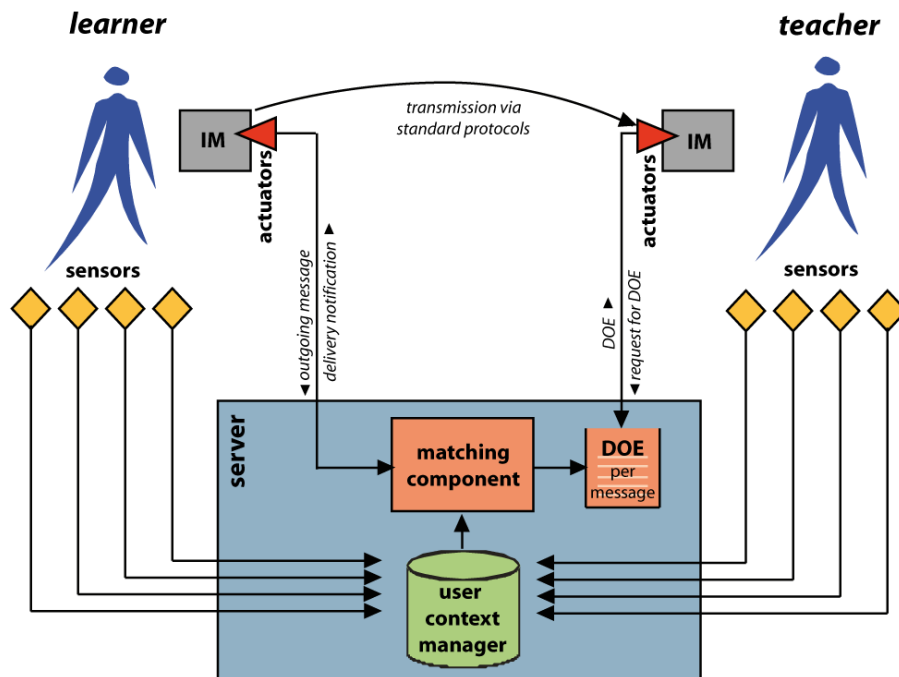 learner
teacher
IM
actuators
transmission via
standard protocols
actuators
IM
sensors
sensors
◄ outgoing message
delivery notification ►
DOE ►
◄ request for DOE
server
matching
component
DOE
per
message
user
context
manager